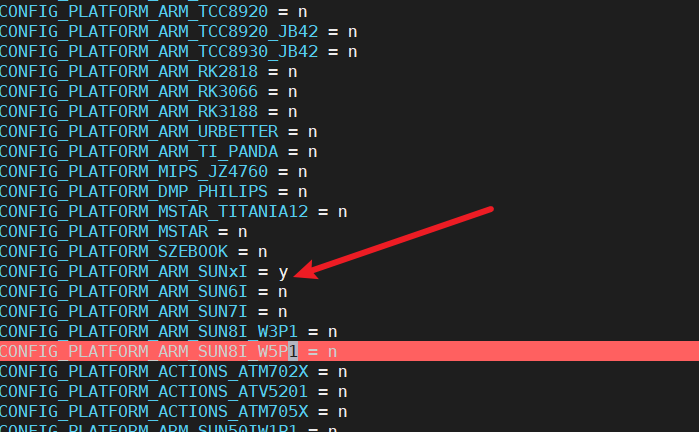 CONFIG_PLATFORM_ARM_TCC8920 = n
CONFIG_PLATFORM_ARM_TCC8920_JB42 = n
CONFIG_PLATFORM_ARM_TCC8930_JB42 = n
CONFIG_PLATFORM_ARM_RK2818 = n
CONFIG_PLATFORM_ARM_RK3066 = n
CONFIG_PLATFORM_ARM_RK3188 = n
CONFIG_PLATFORM_ARM_URBETTER = n
CONFIG_PLATFORM_ARM_TI_PANDA = n
CONFIG_PLATFORM_MIPS_JZ4760 = n
CONFIG_PLATFORM_DMP_PHILIPS = n
CONFIG_PLATFORM_MSTAR_TITANIA12 = n
CONFIG_PLATFORM_MSTAR = n
CONFIG_PLATFORM_SZEBOOK = n
CONFIG_PLATFORM_ARM_SUNxI = y
CONFIG_PLATFORM_ARM_SUN6I = n
CONFIG_PLATFORM_ARM_SUN7I = n
CONFIG_PLATFORM_ARM_SUN8I_W3P1 = n
CONFIG_PLATFORM_ARM_SUN8I_W5P1 = n
CONFIG_PLATFORM_ACTIONS_ATM702X = n
CONFIG_PLATFORM_ACTIONS_ATV5201 = n
CONFIG_PLATFORM_ACTIONS_ATM705X = n
CONFIG_PLATFORM_ARM_SUN50IW1P1 = n